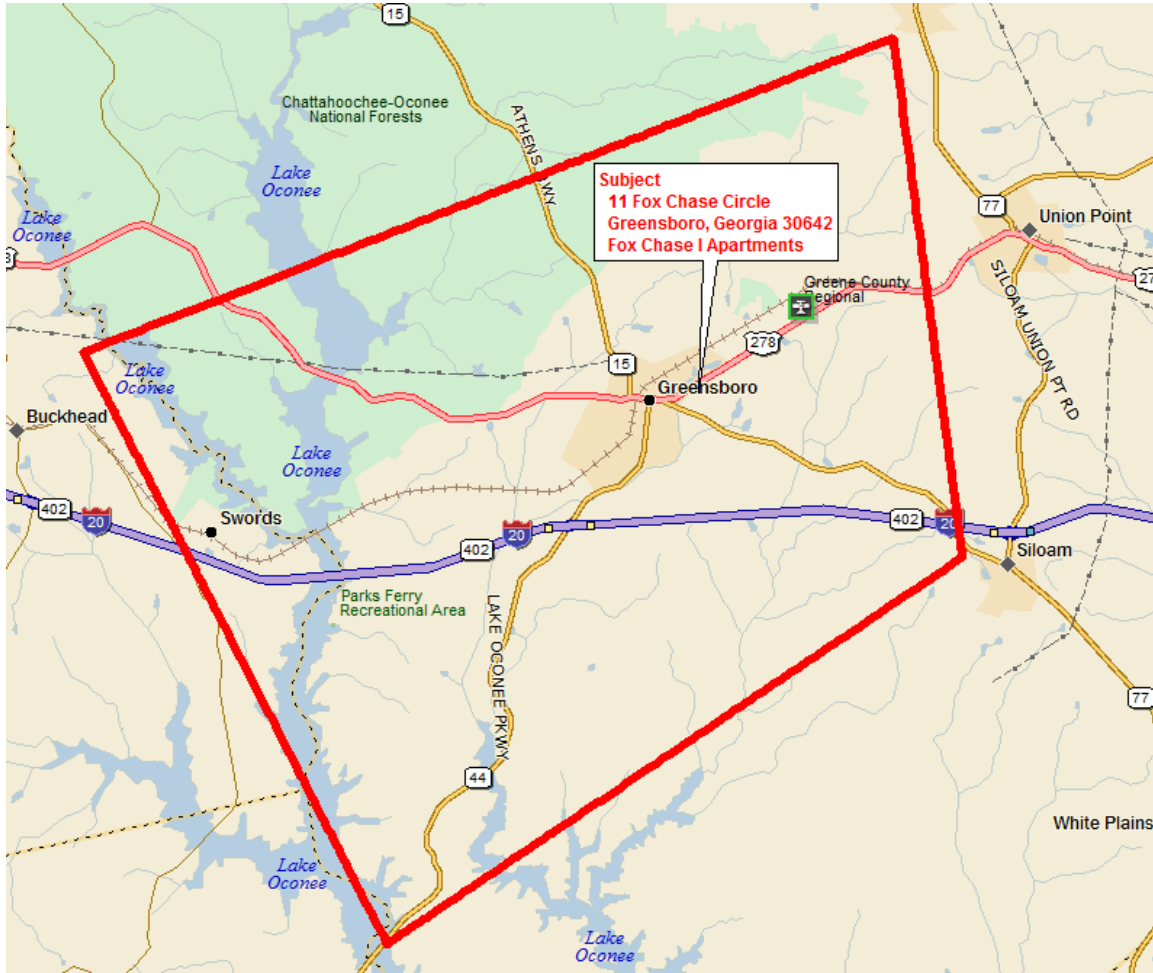 15
Chattahoochee-Oconee
National Forests
Lake
Oconee
ATHENS HWY
Subject
11 Fox Chase Circle
Greensboro, Georgia 30642
Fox Chase I Apartments
77
Union Point
Lake
Oconee
Greene County
Regional
SILOAM UNION PT RD
278
15
Lake
Oconee
Greensboro
Buckhead
Lake
Oconee
402
20
Swords
402
20
402
20
Siloam
Parks Ferry
Recreational Area
LAKE OCONEE PKWY
77
44
White Plains
Lake
Oconee
Lake
Oconee